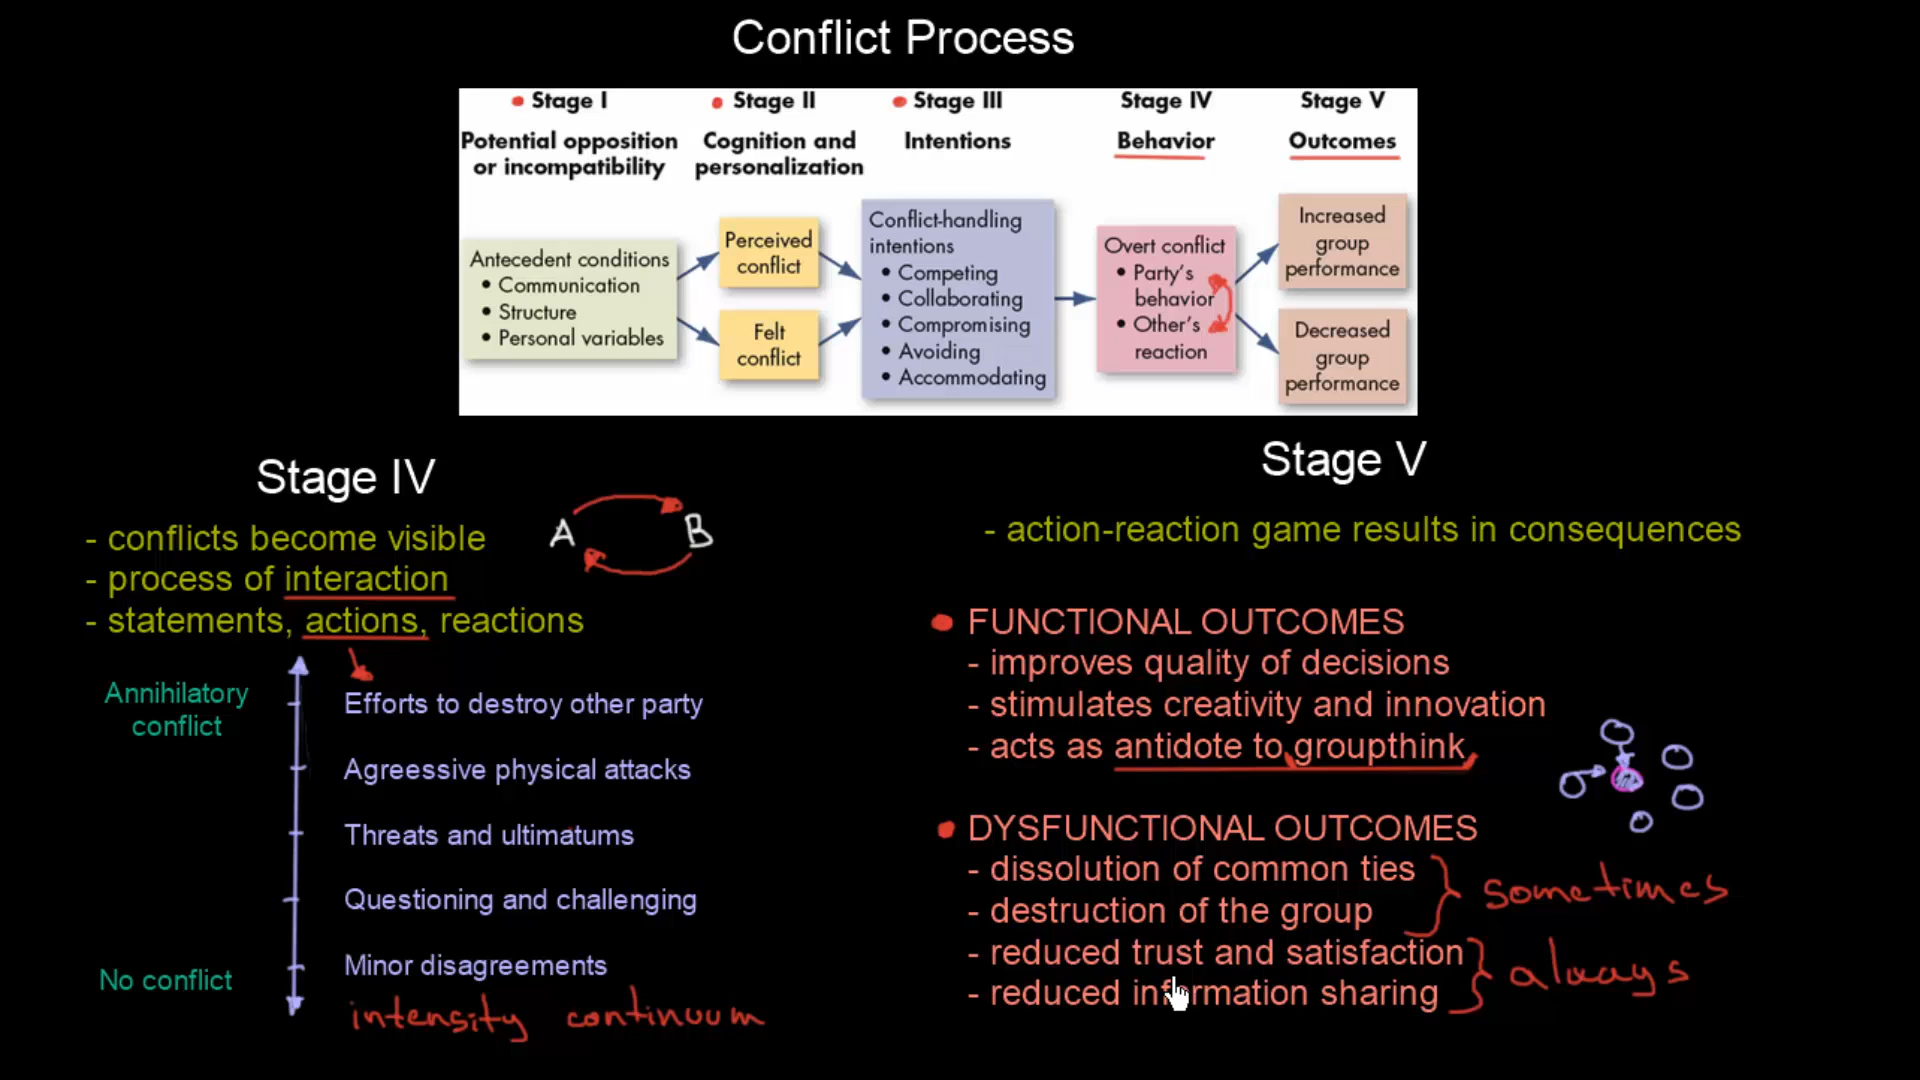 Conflict Process
Stage I
Stage II
Stage III
Stage IV
Stage V
Potential opposition
or incompatibility
Cognition and
personalization
Intentions
Behavior
Outcomes
Antecedent conditions
• Communication
• Structure
• Personal variables
Perceived
conflict
Felt
conflict
Conflict-handling
intentions
• Competing
• Collaborating
• Compromising
• Avoiding
• Accommodating
Overt conflict
• Party's
behavior
• Other's
reaction
Increased
group
performance
Decreased
group
performance
Stage IV
- conflicts become visible
- process of interaction
- statements, actions, reactions
A
B
Annihilatory
conflict
Efforts to destroy other party
Agreessive physical attacks
Threats and ultimatums
Questioning and challenging
Minor disagreements
No conflict
intensity continuum
Stage V
- action-reaction game results in consequences
FUNCTIONAL OUTCOMES
- improves quality of decisions
- stimulates creativity and innovation
- acts as antidote to groupthink
DYSFUNCTIONAL OUTCOMES
- dissolution of common ties
- destruction of the group
sometimes
- reduced trust and satisfaction
- reduced information sharing
always